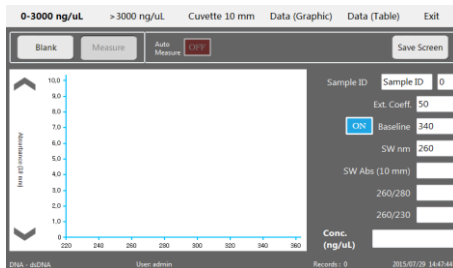 0-3000 ng/uL >3000 ng/uL Cuvette 10 mm Data (Graphic) Data (Table) Exit
Blank Measure Auto Measure OFF Save Screen
Sample ID Sample ID 0
Ext. Coeff. 50
ON Baseline 340
SW nm 260
SW Abs (10 mm)
260/280
260/230
Conc. (ng/uL)
Absorbance (10 mm)
10,0
9,0
8,0
7,0
6,0
5,0
4,0
3,0
2,0
1,0
0
220 240 260 280 300 320 340 360
DNA - dsDNA User: admin Records : 0 2015/07/29 14:47:44